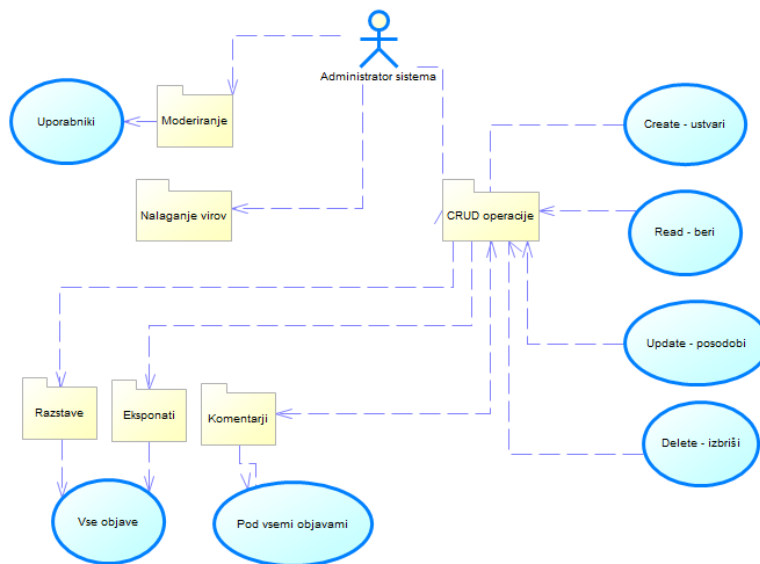 Administrator sistema
Uporabniki
Moderiranje
Create - ustvari
Nalaganje virov
CRUD operacije
Read - beri
Update - posodobi
Razstave
Eksponati
Komentarji
Delete - izbriši
Vse objave
Pod vsemi objavami